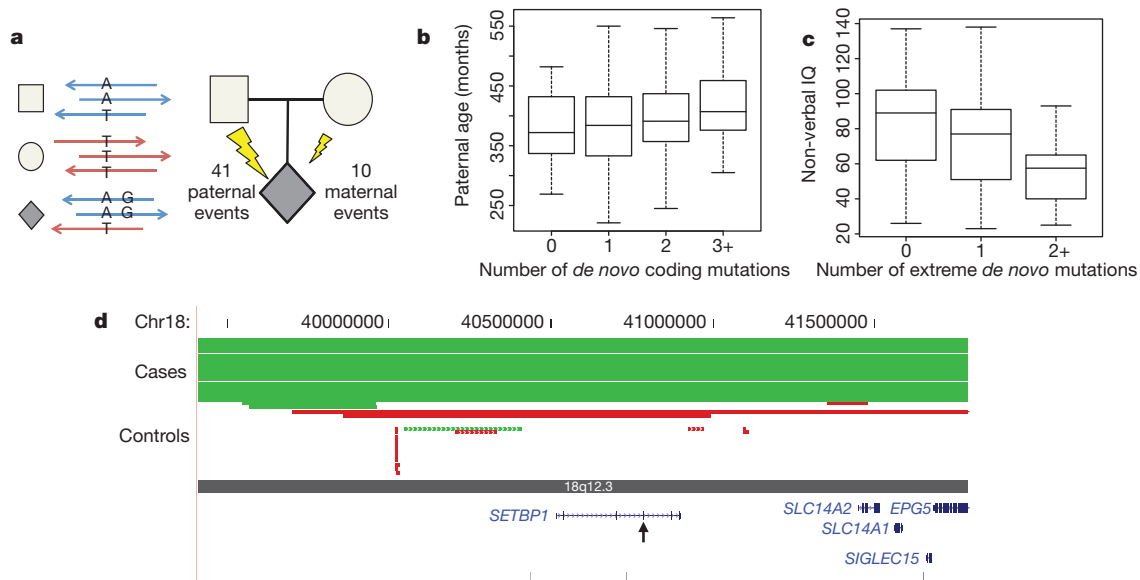 a
A
A
T
T
T
T
A G
A G
T
41
paternal
events
10
maternal
events
b
Paternal age (months)
550
450
350
250
0
1
2
3+
Number of de novo coding mutations
c
Non-verbal IQ
140
120
100
80
60
40
20
0
1
2+
Number of extreme de novo mutations
d
Chr18:
40000000
40500000
41000000
41500000
Cases
Controls
18q12.3
SETBP1
SLC14A2
EPG5
SLC14A1
SIGLEC15